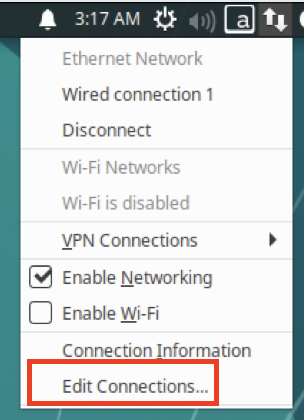 3:17 AM a
Ethernet Network
Wired connection 1
Disconnect
Wi-Fi Networks
Wi-Fi is disabled
VPN Connections
Enable Networking
Enable Wi-Fi
Connection Information
Edit Connections...